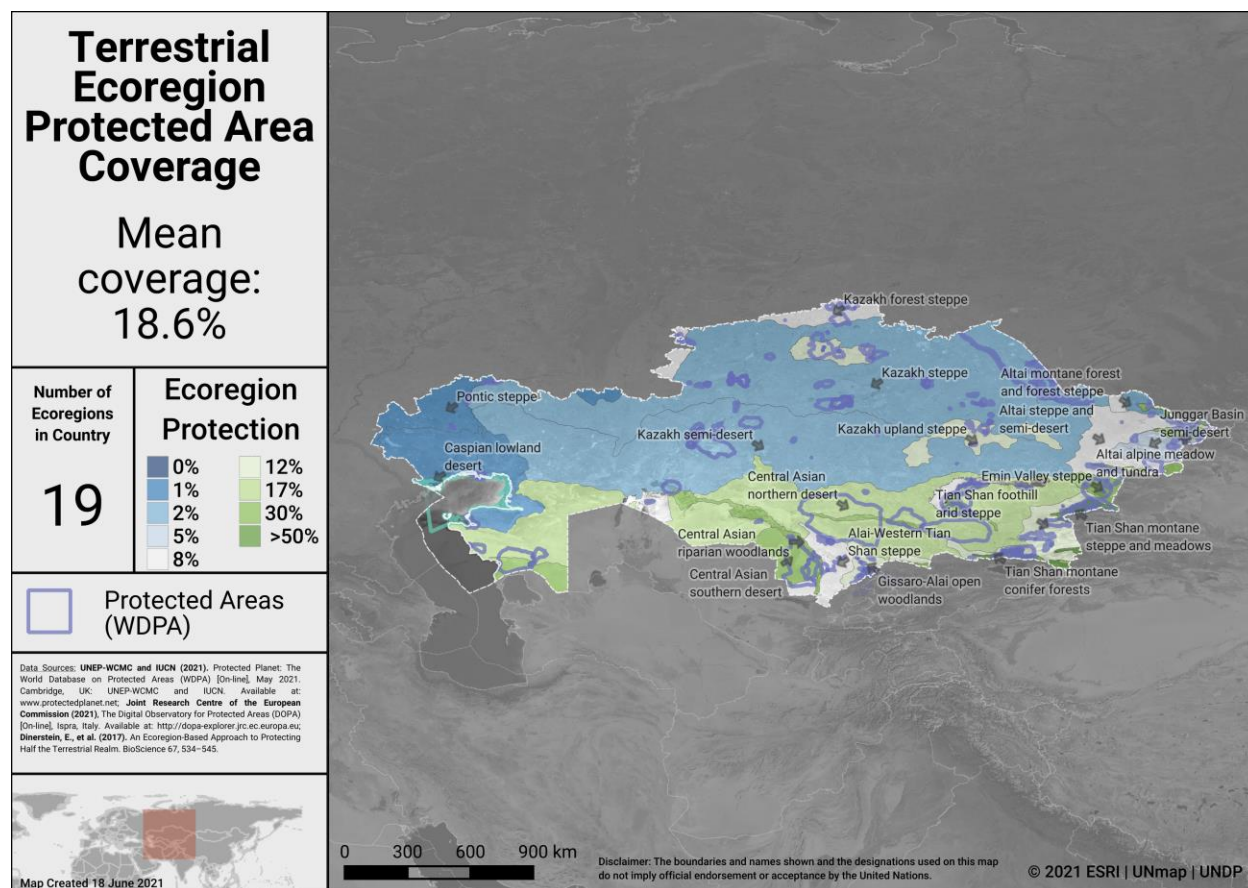 Terrestrial
Ecoregion
Protected Area
Coverage
Mean
coverage:
18.6%
Number of
Ecoregions
in Country
19
Ecoregion
Protection
0%
1%
2%
5%
8%
12%
17%
30%
>50%
Protected Areas
(WDPA)
Data Sources: UNEP-WCMC and IUCN (2021). Protected Planet: The
World Database on Protected Areas (WDPA) [On-line], May 2021.
Cambridge, UK: UNEP-WCMC and IUCN. Available at:
www.protectedplanet.net; Joint Research Centre of the European
Commission (2021), The Digital Observatory for Protected Areas (DOPA)
[On-line], Ispra, Italy. Available at: http://dopa-explorer.jrc.ec.europa.eu;
Dinerstein, E., et al. (2017). An Ecoregion-Based Approach to Protecting
Half the Terrestrial Realm. BioScience 67, 534–545.
Map Created 18 June 2021
Kazakh forest steppe
Kazakh steppe
Altai montane forest
and forest steppe
Pontic steppe
Altai steppe and
semi-desert
Junggar Basin
semi-desert
Kazakh semi-desert
Kazakh upland steppe
Caspian lowland
desert
Altai alpine meadow
and tundra
Central Asian
northern desert
Emin Valley steppe
Tian Shan foothill
arid steppe
Central Asian
riparian woodlands
Alai-Western Tian
Shan steppe
Tian Shan montane
steppe and meadows
Central Asian
southern desert
Gissaro-Alai open
woodlands
Tian Shan montane
conifer forests
0 300 600 900 km
Disclaimer: The boundaries and names shown and the designations used on this map
do not imply official endorsement or acceptance by the United Nations.
© 2021 ESRI | UNmap | UNDP